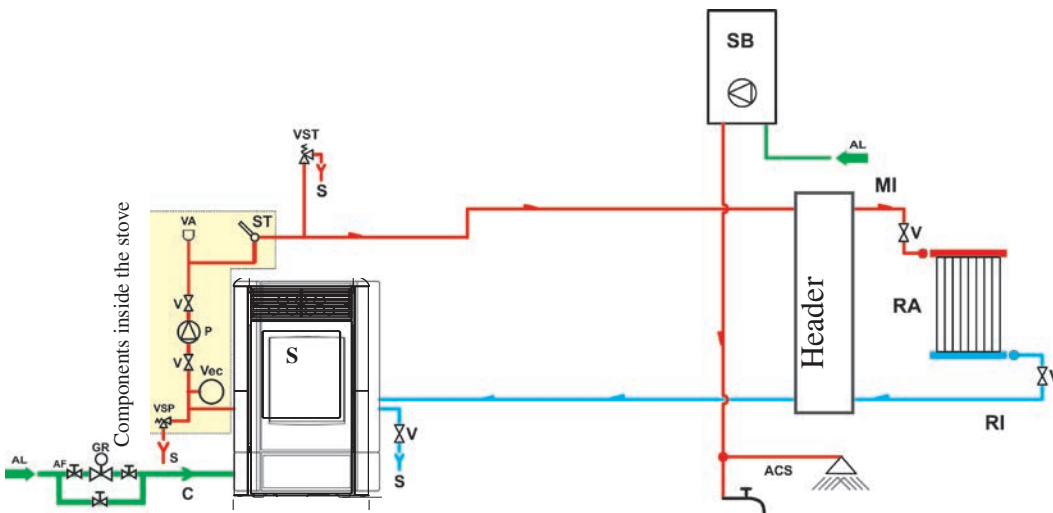 SB
VST
S
AL
MI
VA
ST
V
Components inside the stove
V
P
S
Header
RA
V
Vec
V
VSP
V
RI
GR
S
AL
AF
C
S
ACS